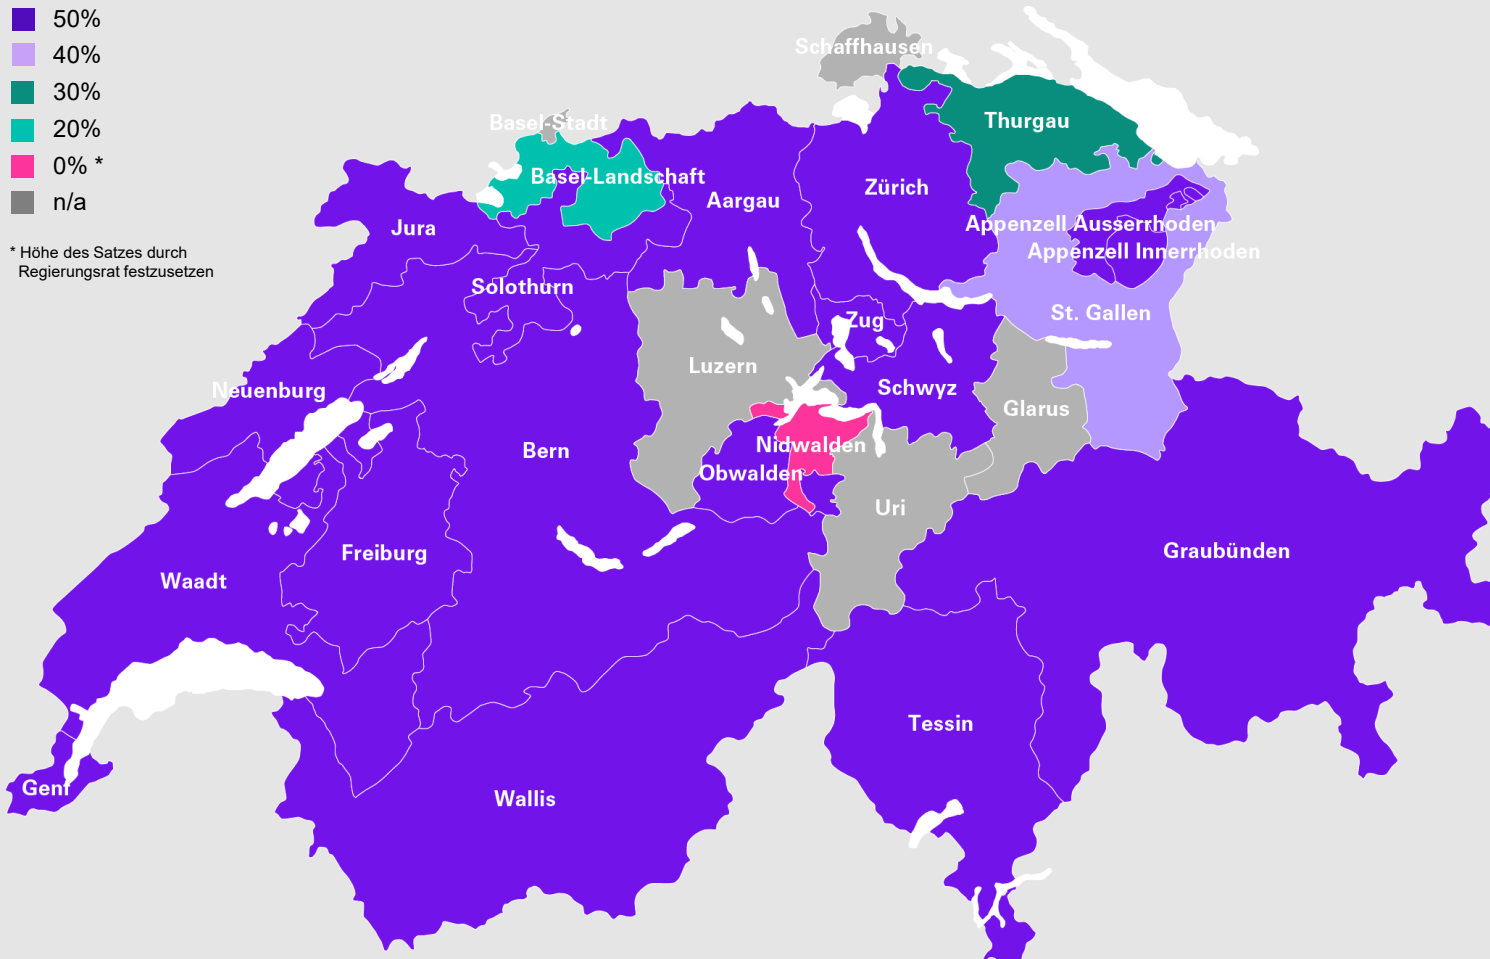 50%
40%
30%
20%
0% *
n/a
* Höhe des Satzes durch
Regierungsrat festzusetzen
Schaffhausen
Basel-Stadt
Thurgau
Basel-Landschaft
Zürich
Aargau
Jura
Appenzell Ausserrhoden
Appenzell Innerrhoden
Solothurn
St. Gallen
Zug
Luzern
Neuenburg
Schwyz
Glarus
Nidwalden
Bern
Obwalden
Uri
Freiburg
Graubünden
Waadt
Tessin
Genf
Wallis